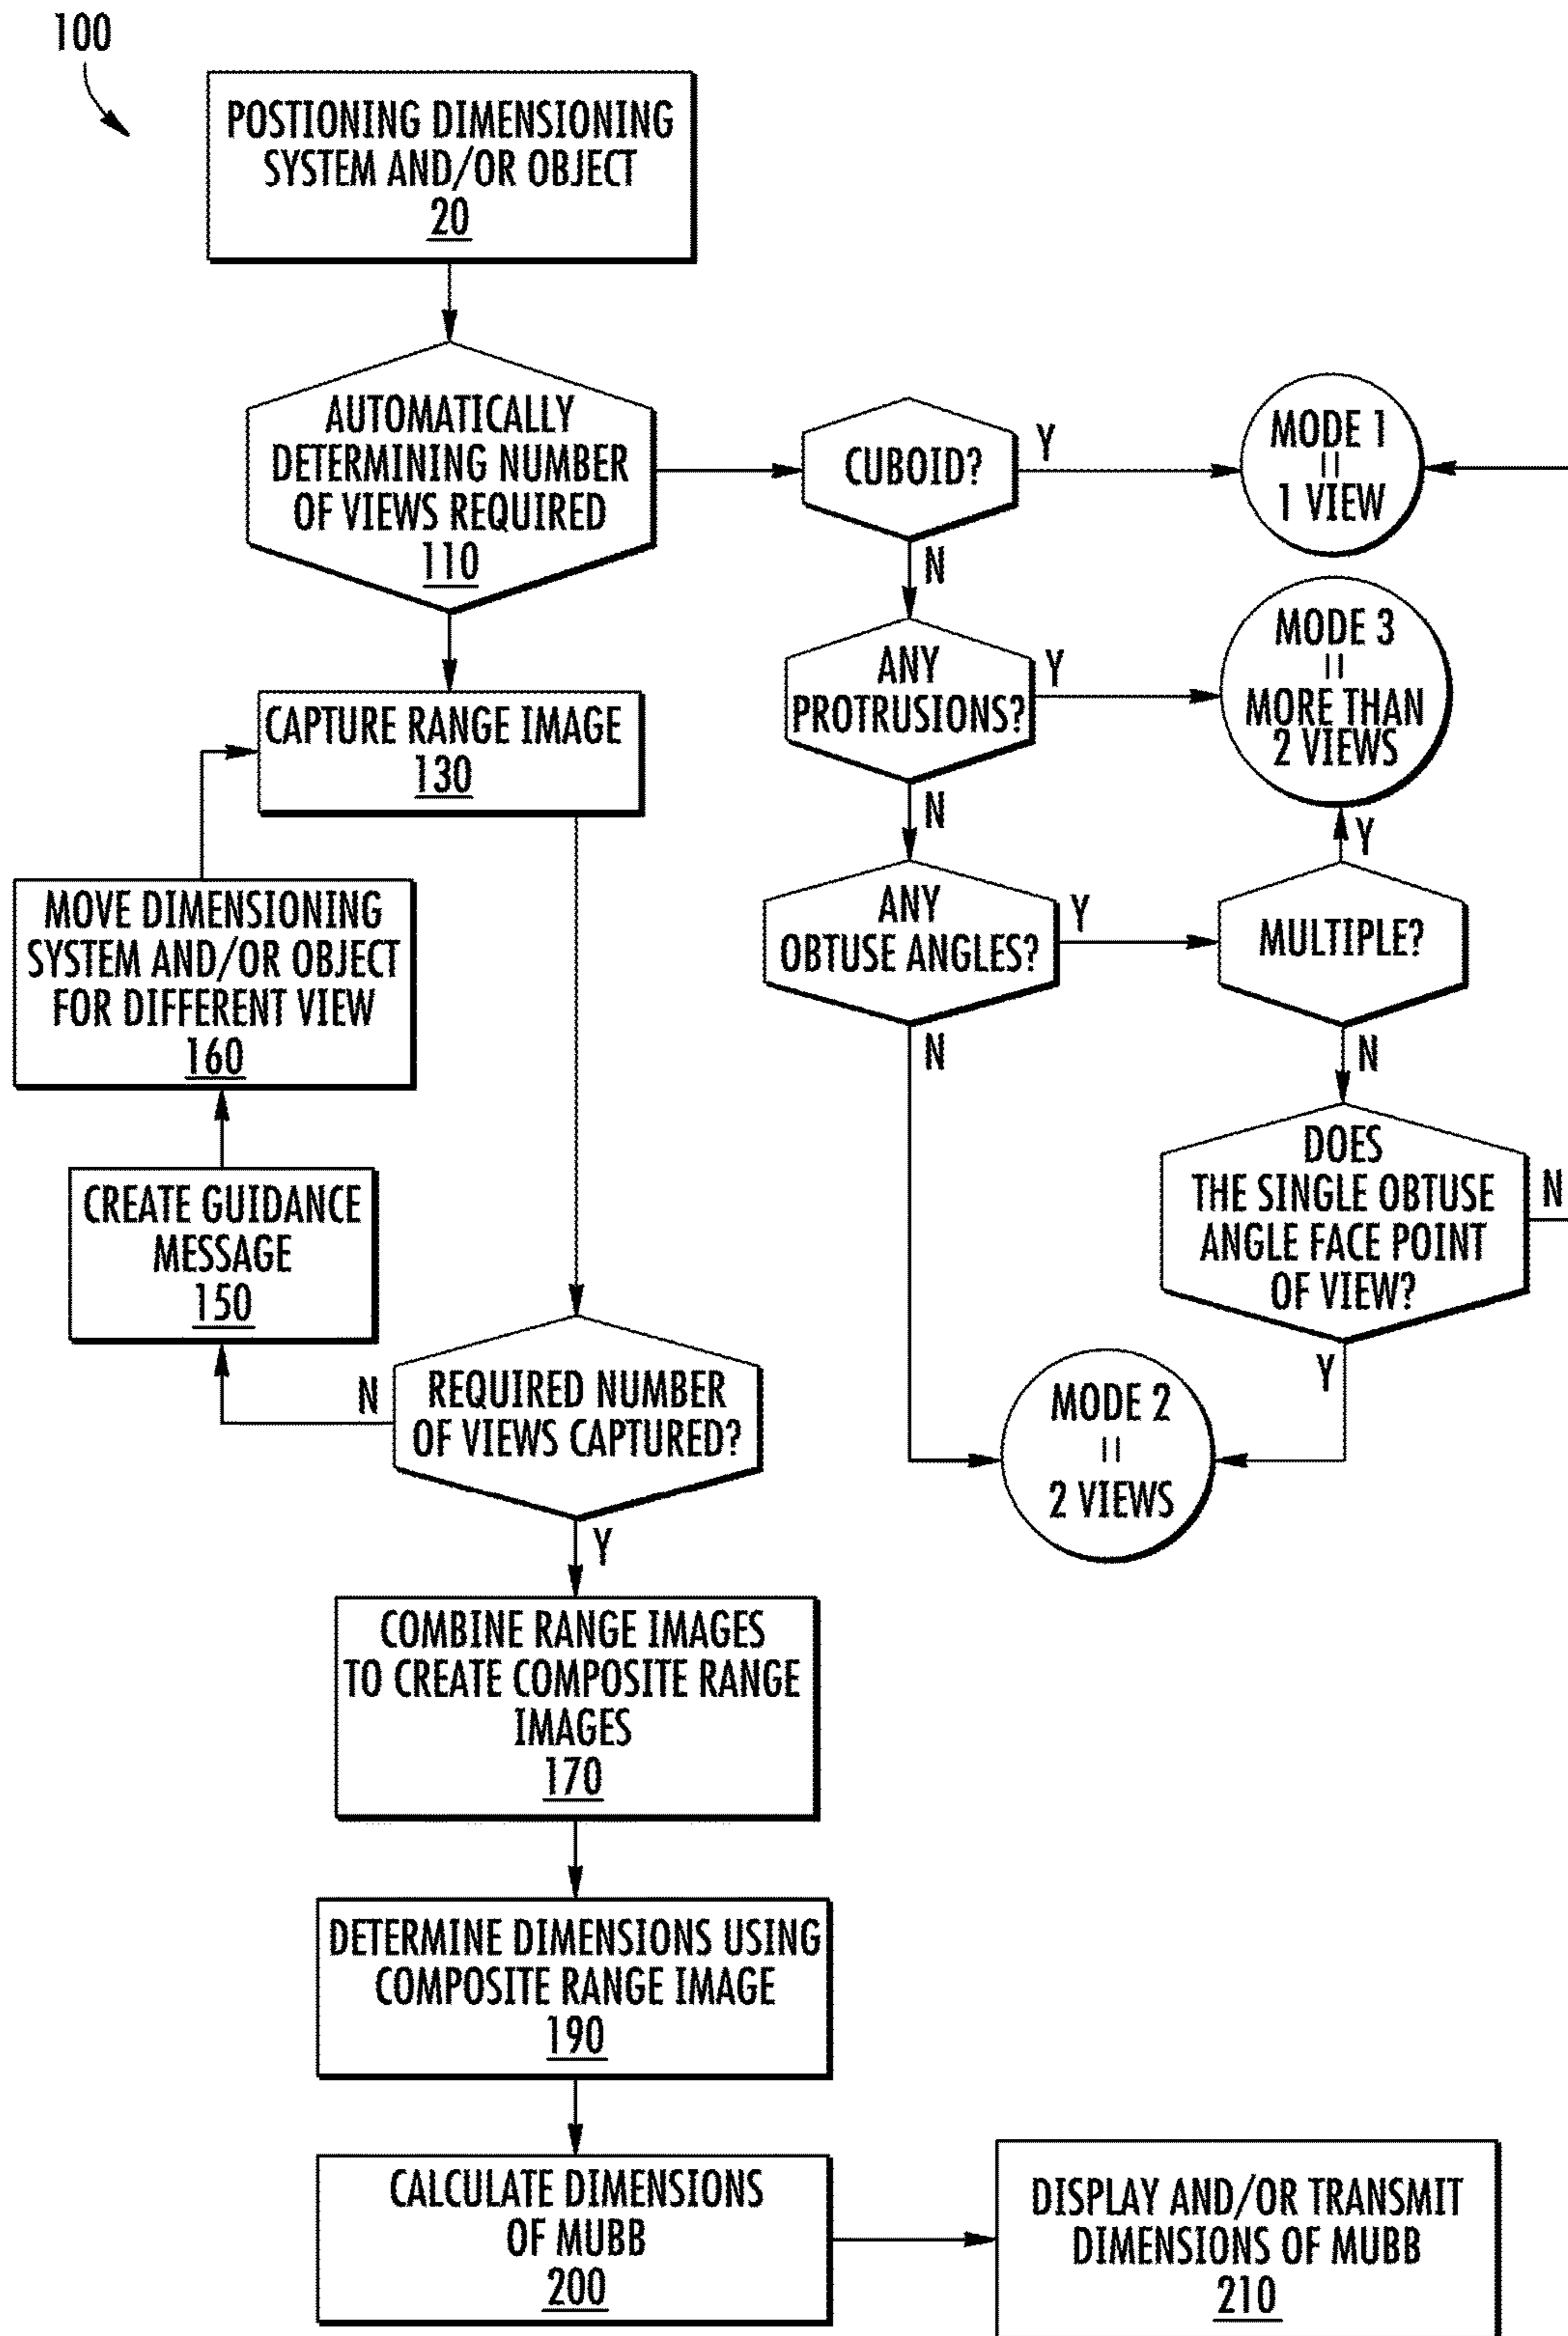 100
POSTIONING DIMENSIONING
SYSTEM AND/OR OBJECT
20
AUTOMATICALLY
DETERMINING NUMBER
OF VIEWS REQUIRED
110
CUBOID?
Y
MODE 1
=
1 VIEW
N
ANY
PROTRUSIONS?
Y
MODE 3
=
MORE THAN
2 VIEWS
N
ANY
OBTUSE ANGLES?
Y
MULTIPLE?
Y
N
N
DOES
THE SINGLE OBTUSE
ANGLE FACE POINT
OF VIEW?
N
Y
MODE 2
=
2 VIEWS
CAPTURE RANGE IMAGE
130
MOVE DIMENSIONING
SYSTEM AND/OR OBJECT
FOR DIFFERENT VIEW
160
CREATE GUIDANCE
MESSAGE
150
N
REQUIRED NUMBER
OF VIEWS CAPTURED?
Y
COMBINE RANGE IMAGES
TO CREATE COMPOSITE RANGE
IMAGES
170
DETERMINE DIMENSIONS USING
COMPOSITE RANGE IMAGE
190
CALCULATE DIMENSIONS
OF MUBB
200
DISPLAY AND/OR TRANSMIT
DIMENSIONS OF MUBB
210